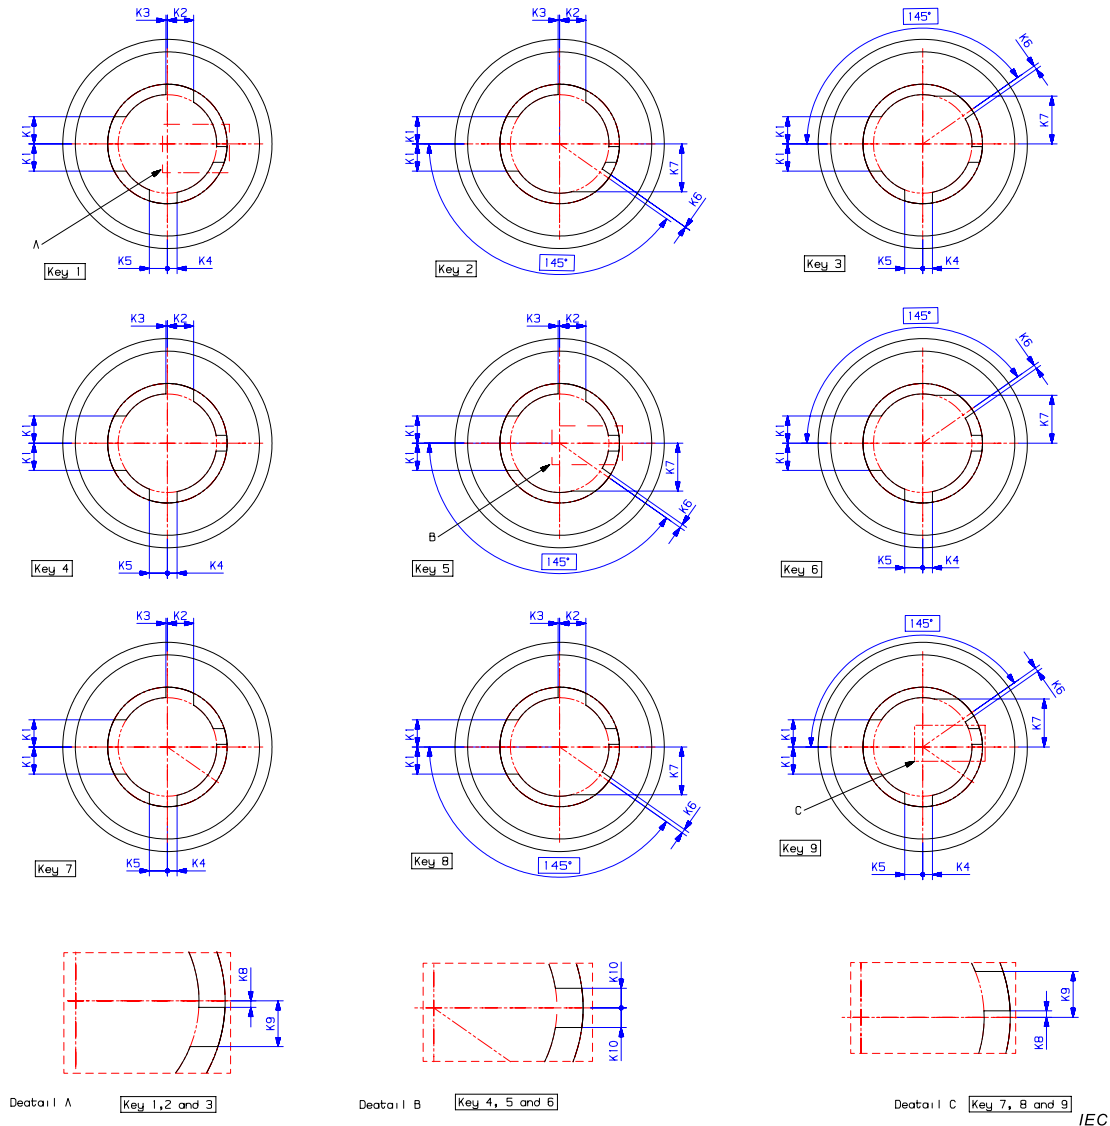 K3 K2
K1
K1
A
K5 K4
Key 1
K3 K2
K1
K1
K7
K6
145°
Key 2
145°
K6
K1
K1
K7
K5 K4
Key 3
K3 K2
K1
K1
K5 K4
Key 4
K3 K2
K1
K1
K7
K6
B
145°
Key 5
145°
K6
K1
K1
K7
K5 K4
Key 6
K3 K2
K1
K1
K5 K4
Key 7
K3 K2
K1
K1
K7
K6
145°
Key 8
145°
K6
K1
K1
K7
C
K5 K4
Key 9
K8
K9
Deatail A Key 1,2 and 3
K10
K10
Deatail B Key 4, 5 and 6
K9
K8
Deatail C Key 7, 8 and 9
IEC